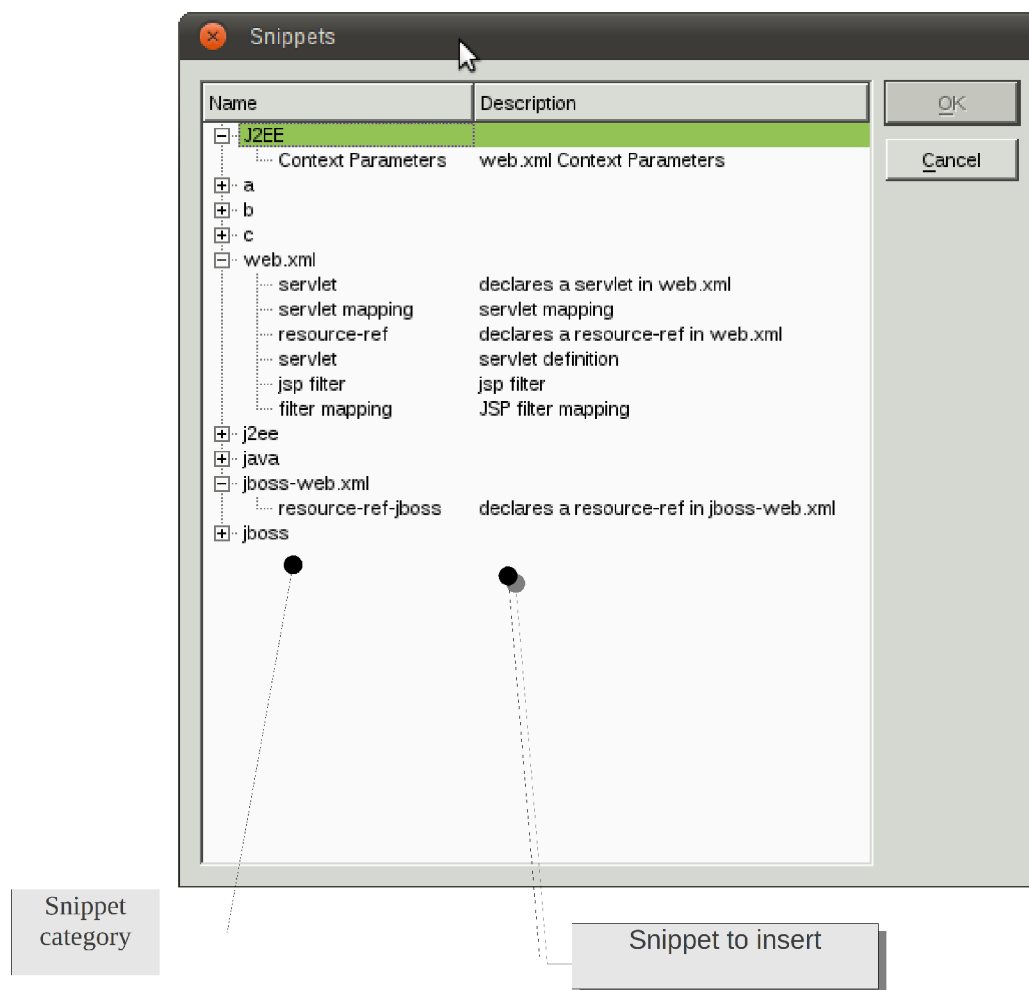 Snippets
Name Description
OK
J2EE
Context Parameters web.xml Context Parameters
Cancel
a
b
c
web.xml
servlet declares a servlet in web.xml
servlet mapping servlet mapping
resource-ref declares a resource-ref in web.xml
servlet servlet definition
jsp filter jsp filter
filter mapping JSP filter mapping
j2ee
java
jboss-web.xml
resource-ref-jboss declares a resource-ref in jboss-web.xml
jboss
Snippet
category
Snippet to insert